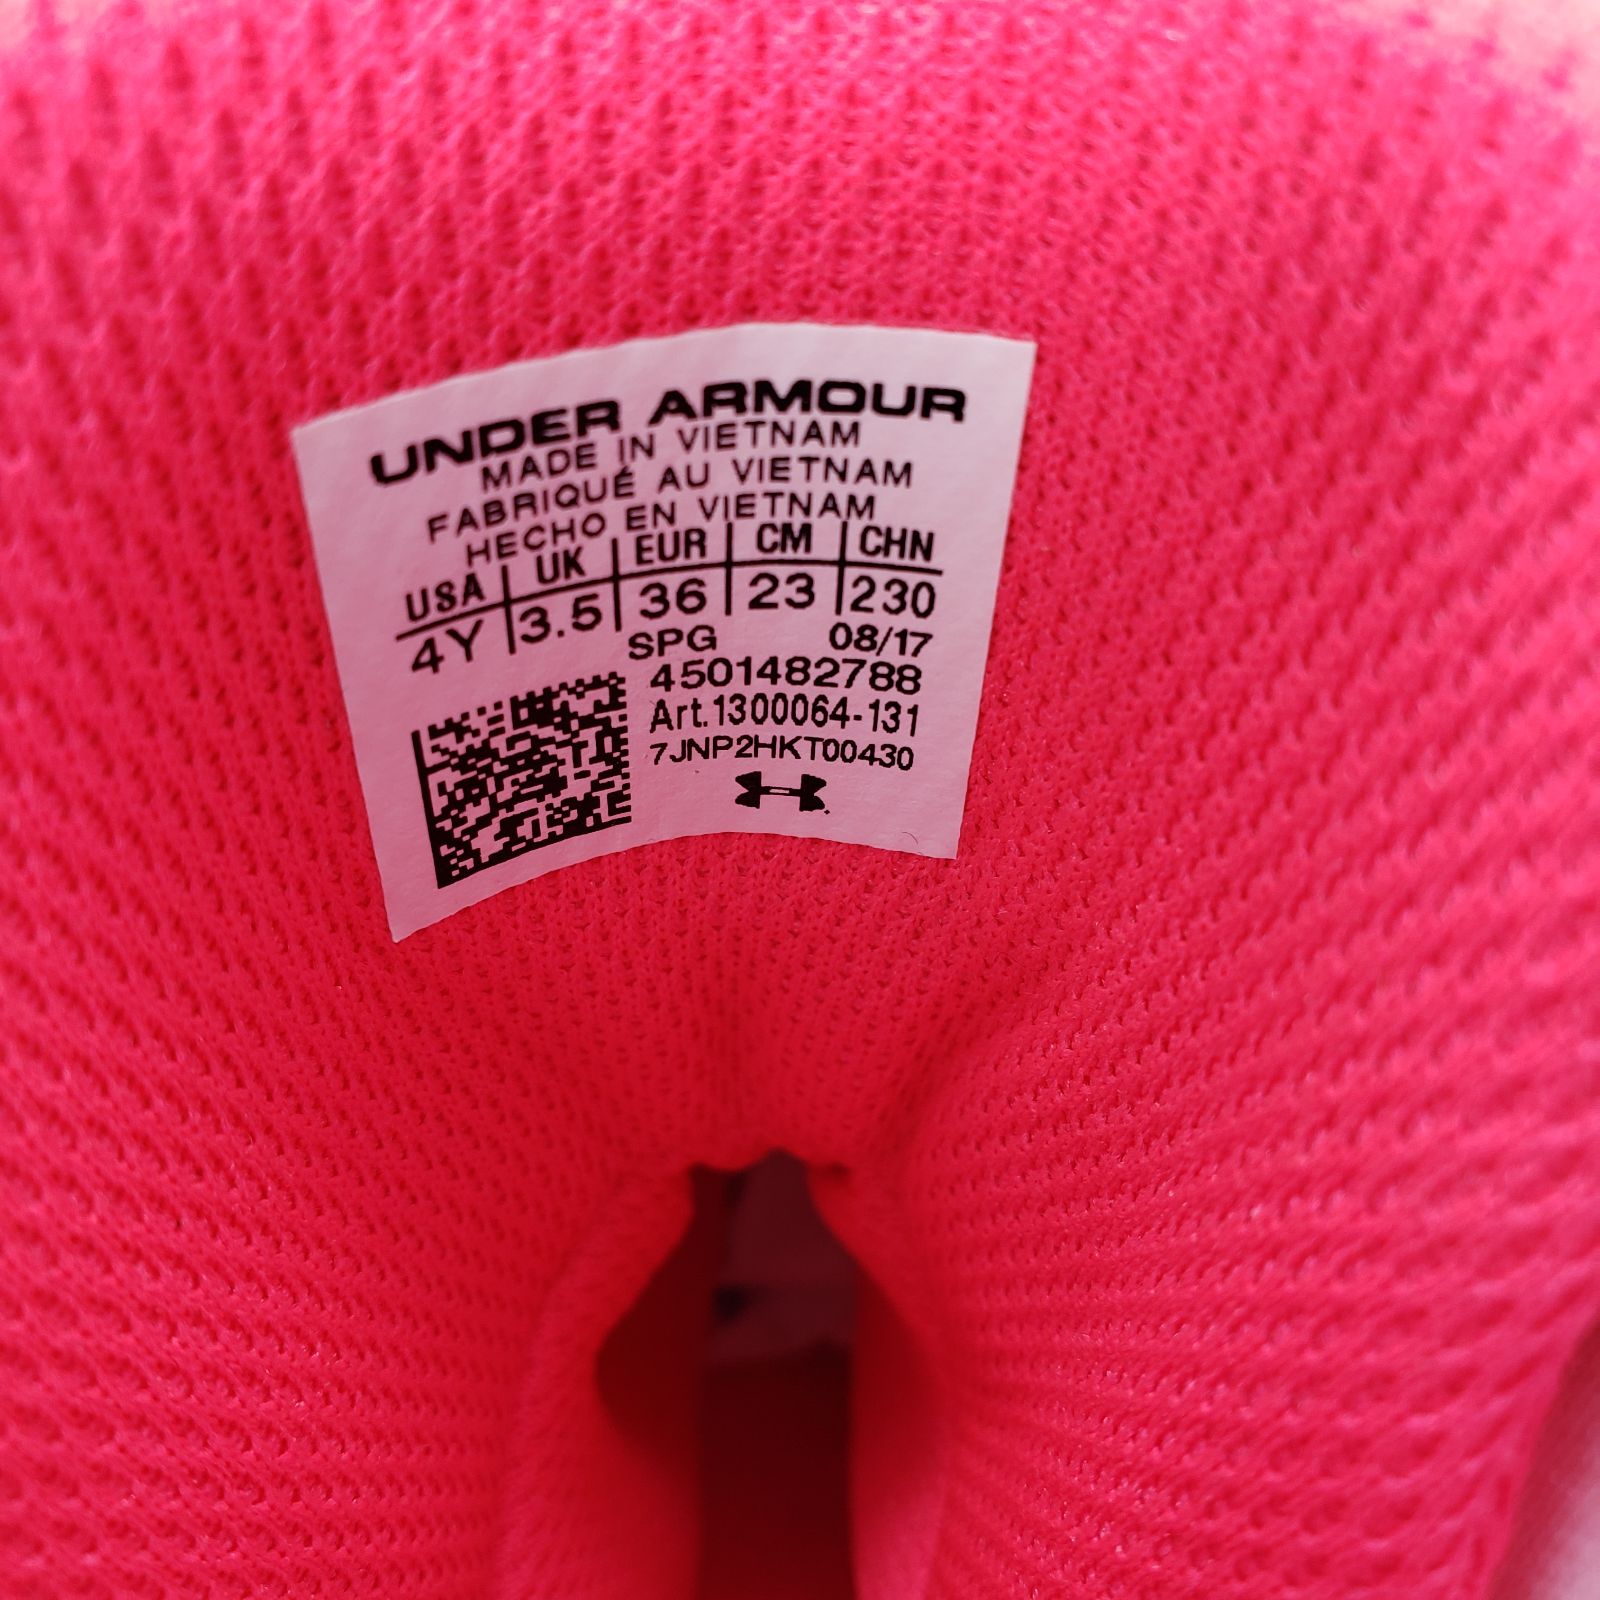 UNDER ARMOUR
MADE IN VIETNAM
FABRIQUÉ AU VIETNAM
HECHO EN VIETNAM
USA UK EUR CM CHN
4Y 3.5 36 23 230
SPG 08/17
4501482788
Art.1300064-131
7JNP2HKT00430